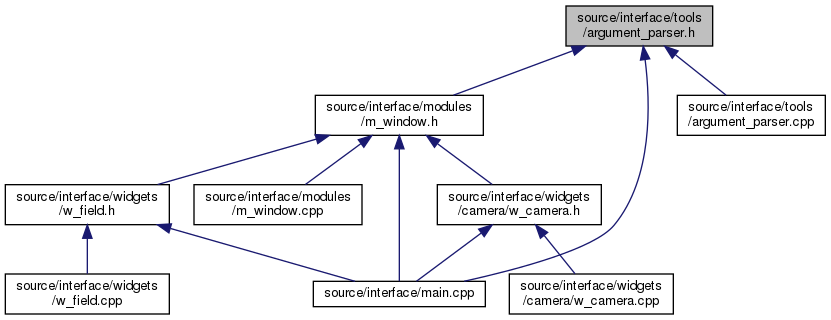 source/interface/tools
/argument_parser.h
source/interface/modules
/m_window.h
source/interface/tools
/argument_parser.cpp
source/interface/widgets
/w_field.h
source/interface/modules
/m_window.cpp
source/interface/widgets
/camera/w_camera.h
source/interface/widgets
/w_field.cpp
source/interface/main.cpp
source/interface/widgets
/camera/w_camera.cpp